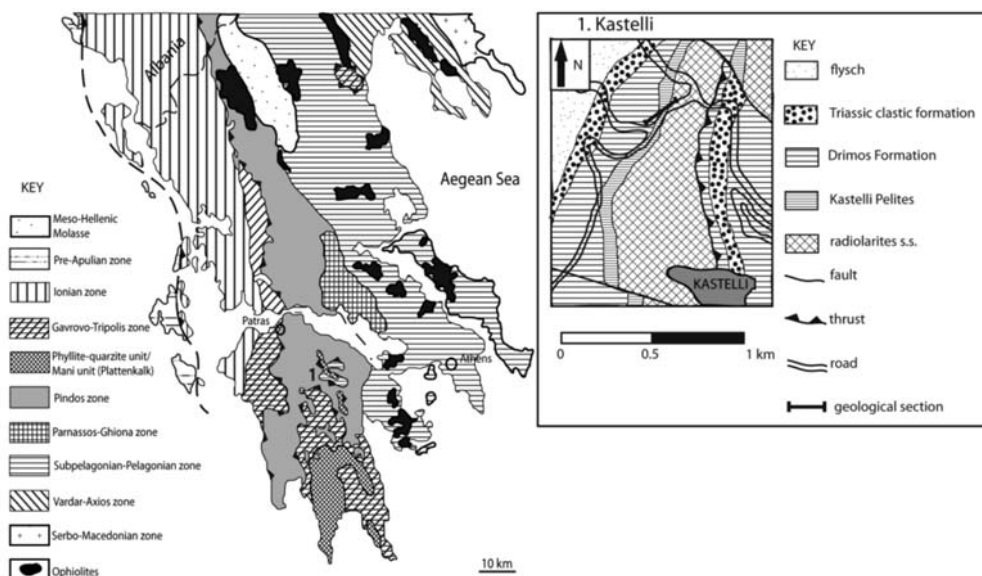 Albania
Aegean Sea
Patras
Athens
1
10 km
KEY
Meso-Hellenic
Molasse
Pre-Apulian zone
Ionian zone
Gavrovo-Tripolis zone
Phyllite-quarzite unit/
Mani unit (Plattenkalk)
Pindos zone
Parnassos-Ghiona zone
Subpelagonian-Pelagonian zone
Vardar-Axios zone
Serbo-Macedonian zone
Ophiolites
1. Kastelli
N
KASTELLI
0 0.5 1 km
KEY
flysch
Triassic clastic formation
Drimos Formation
Kastelli Pelites
radiolarites s.s.
fault
thrust
road
geological section